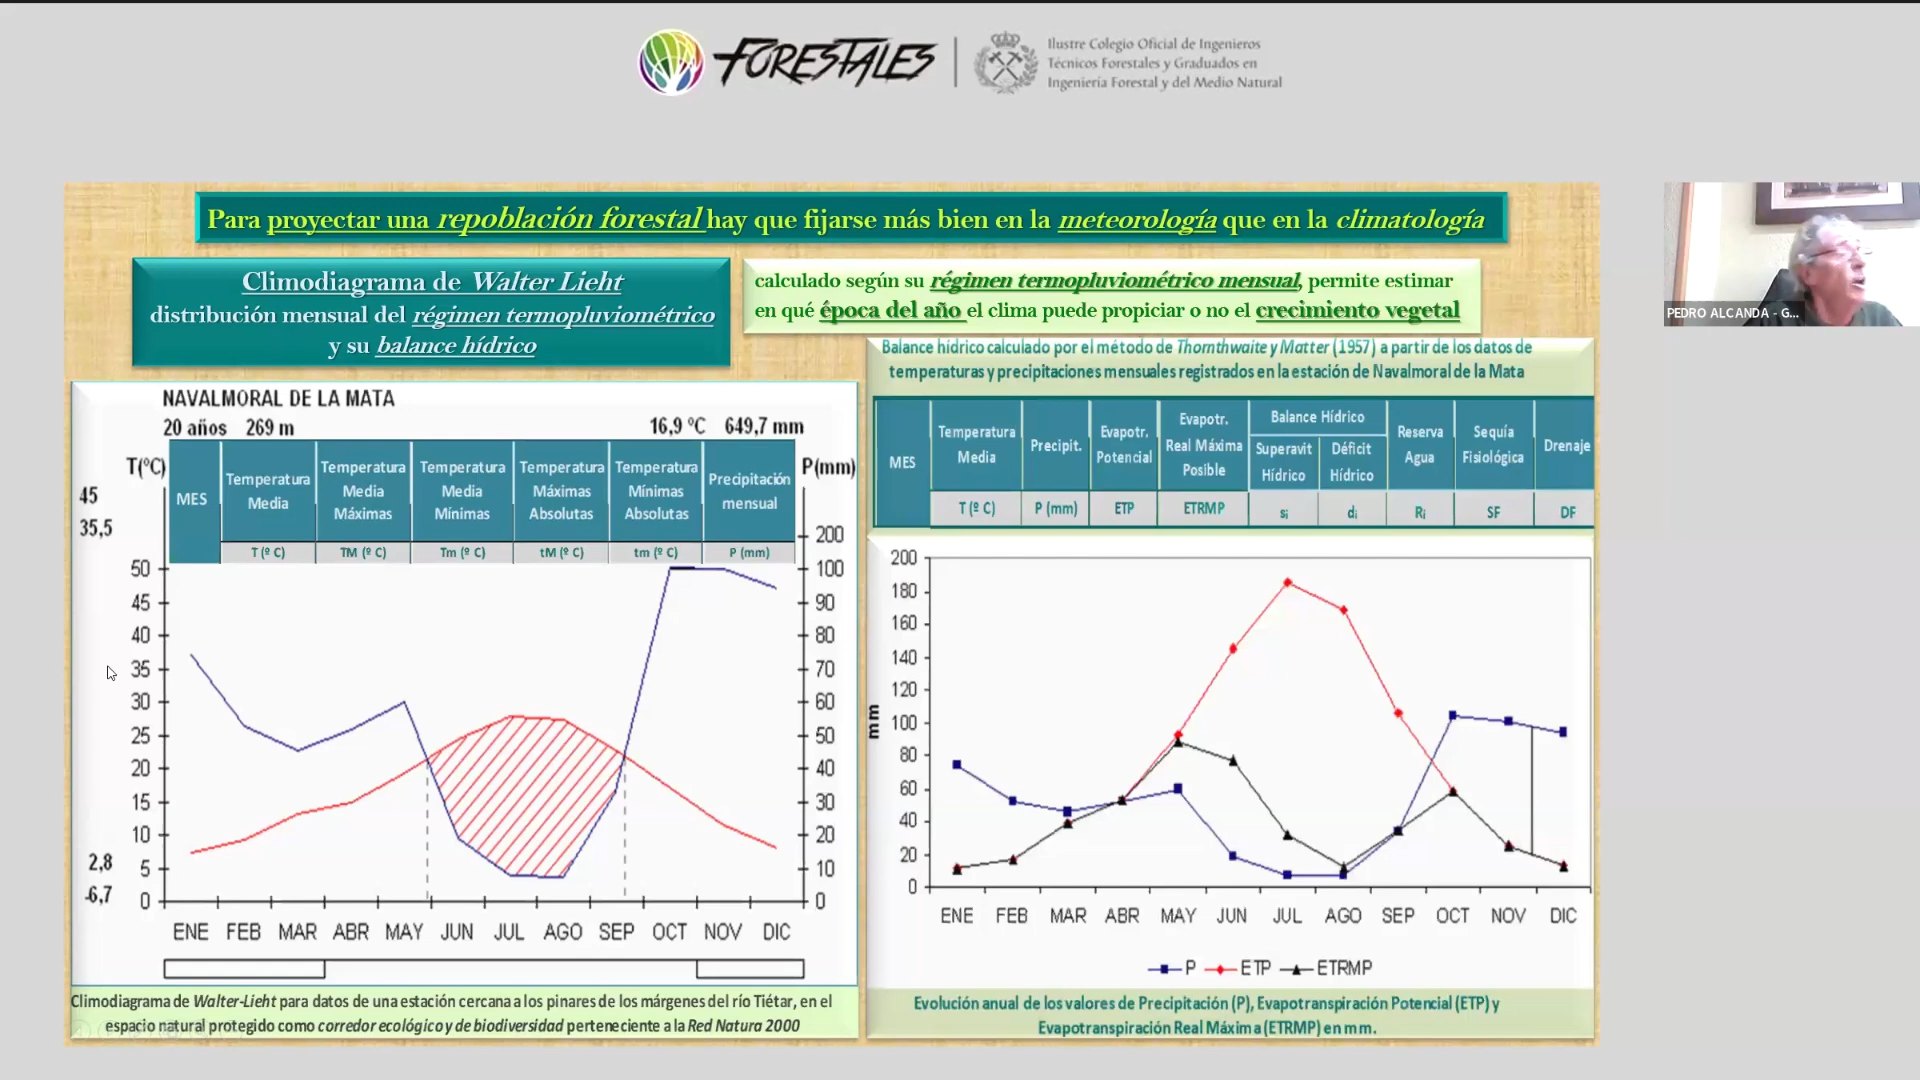 FORESTALES
Ilustre Colegio Oficial de Ingenieros
Técnicos Forestales y Graduados en
Ingeniería Forestal y del Medio Natural
Para proyectar una repoblación forestal hay que fijarse más bien en la meteorología que en la climatología
Climodiagrama de Walter Lieht
distribución mensual del régimen termopluviométrico
y su balance hídrico
calculado según su régimen termopluviométrico mensual, permite estimar
en qué época del año el clima puede propiciar o no el crecimiento vegetal
PEDRO ALCANDA - G...
NAVALMORAL DE LA MATA
20 años 269 m 16,9 ºC 649,7 mm
T(ºC) P(mm)
MES
Temperatura Media
Temperatura Media Máximas
Temperatura Media Mínimas
Temperatura Máximas Absolutas
Temperatura Mínimas Absolutas
Precipitación mensual
T (º C) TM (º C) Tm (º C) tM (º C) tm (º C) P (mm)
45
35,5
200
50 100
45 90
40 80
35 70
30 60
25 50
20 40
15 30
10 20
2,8
5 10
-6,7
0 0
ENE FEB MAR ABR MAY JUN JUL AGO SEP OCT NOV DIC
Climodiagrama de Walter-Lieht para datos de una estación cercana a los pinares de los márgenes del río Tiétar, en el
espacio natural protegido como corredor ecológico y de biodiversidad perteneciente a la Red Natura 2000
Balance hídrico calculado por el método de Thornthwaite y Matter (1957) a partir de los datos de
temperaturas y precipitaciones mensuales registrados en la estación de Navalmoral de la Mata
MES
Temperatura Media
Precipit.
Evapotr. Potencial
Evapotr. Real Máxima Posible
Balance Hídrico
Superavit Hídrico
Déficit Hídrico
Reserva Agua
Sequía Fisiológica
Drenaje
T (º C) P (mm) ETP ETRMP si di Ri SF DF
mm
200
180
160
140
120
100
80
60
40
20
0
ENE FEB MAR ABR MAY JUN JUL AGO SEP OCT NOV DIC
P ETP ETRMP
Evolución anual de los valores de Precipitación (P), Evapotranspiración Potencial (ETP) y
Evapotranspiración Real Máxima (ETRMP) en mm.